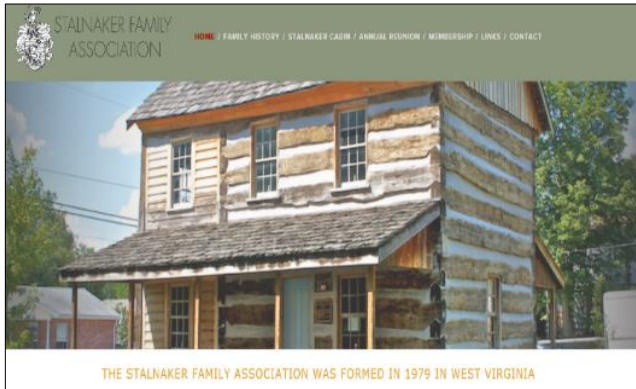 STALNAKER FAMILY
ASSOCIATION
HOME / FAMILY HISTORY / STALNAKER CABIN / ANNUAL REUNION / MEMBERSHIP / LINKS / CONTACT
THE STALNAKER FAMILY ASSOCIATION WAS FORMED IN 1979 IN WEST VIRGINIA